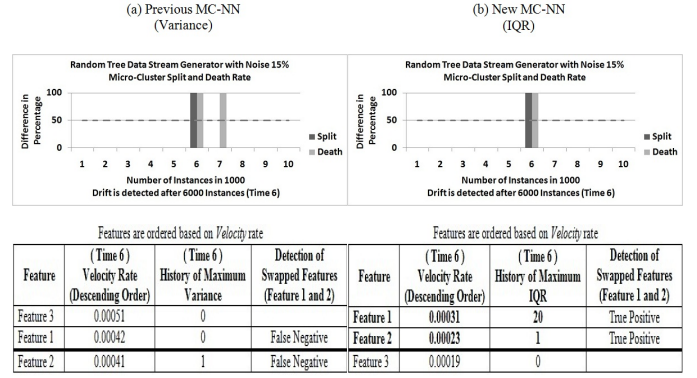 (a) Previous MC-NN
(Variance)
(b) New MC-NN
(IQR)
Random Tree Data Stream Generator with Noise 15%
Micro-Cluster Split and Death Rate
Difference in
Percentage
100
50
0
1 2 3 4 5 6 7 8 9 10
Split
Death
Number of Instances in 1000
Drift is detected after 6000 Instances (Time 6)
Random Tree Data Stream Generator with Noise 15%
Micro-Cluster Split and Death Rate
Difference in
Percentage
100
50
0
1 2 3 4 5 6 7 8 9 10
Split
Death
Number of Instances in 1000
Drift is detected after 6000 Instances (Time 6)
Features are ordered based on Velocity rate
Feature
(Time 6)
Velocity Rate
(Descending Order)
(Time 6)
History of Maximum
Variance
Detection of
Swapped Features
(Feature 1 and 2)
Feature 3 0.00051 0
Feature 1 0.00042 0 False Negative
Feature 2 0.00041 1 False Negative
Features are ordered based on Velocity rate
Feature
(Time 6)
Velocity Rate
(Descending Order)
(Time 6)
History of Maximum
IQR
Detection of
Swapped Features
(Feature 1 and 2)
Feature 1 0.00031 20 True Positive
Feature 2 0.00023 1 True Positive
Feature 3 0.00019 0